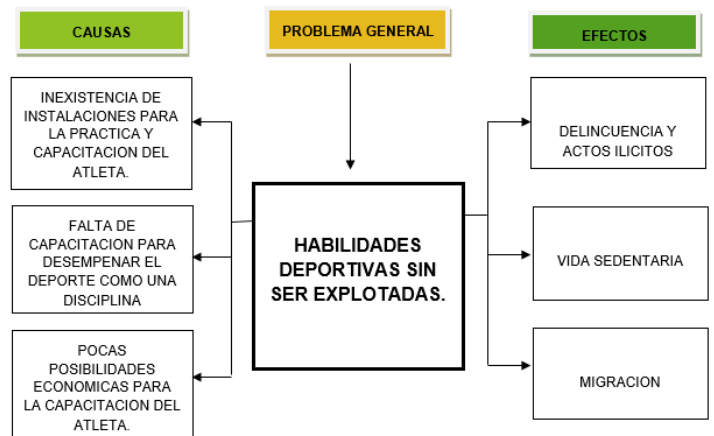 CAUSAS
PROBLEMA GENERAL
EFECTOS
INEXISTENCIA DE
INSTALACIONES PARA
LA PRACTICA Y
CAPACITACION DEL
ATLETA.
FALTA DE
CAPACITACION PARA
DESEMPENAR EL
DEPORTE COMO UNA
DISCIPLINA
POCAS
POSIBILIDADES
ECONOMICAS PARA
LA CAPACITACION DEL
ATLETA.
HABILIDADES
DEPORTIVAS SIN
SER EXPLOTADAS.
DELINCUENCIA Y
ACTOS ILICITOS
VIDA SEDENTARIA
MIGRACION